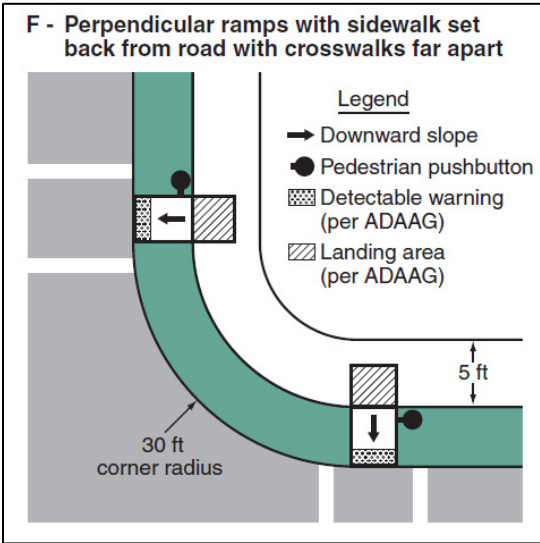 F - Perpendicular ramps with sidewalk set
back from road with crosswalks far apart
Legend
Downward slope
Pedestrian pushbutton
Detectable warning
(per ADAAG)
Landing area
(per ADAAG)
5 ft
30 ft
corner radius